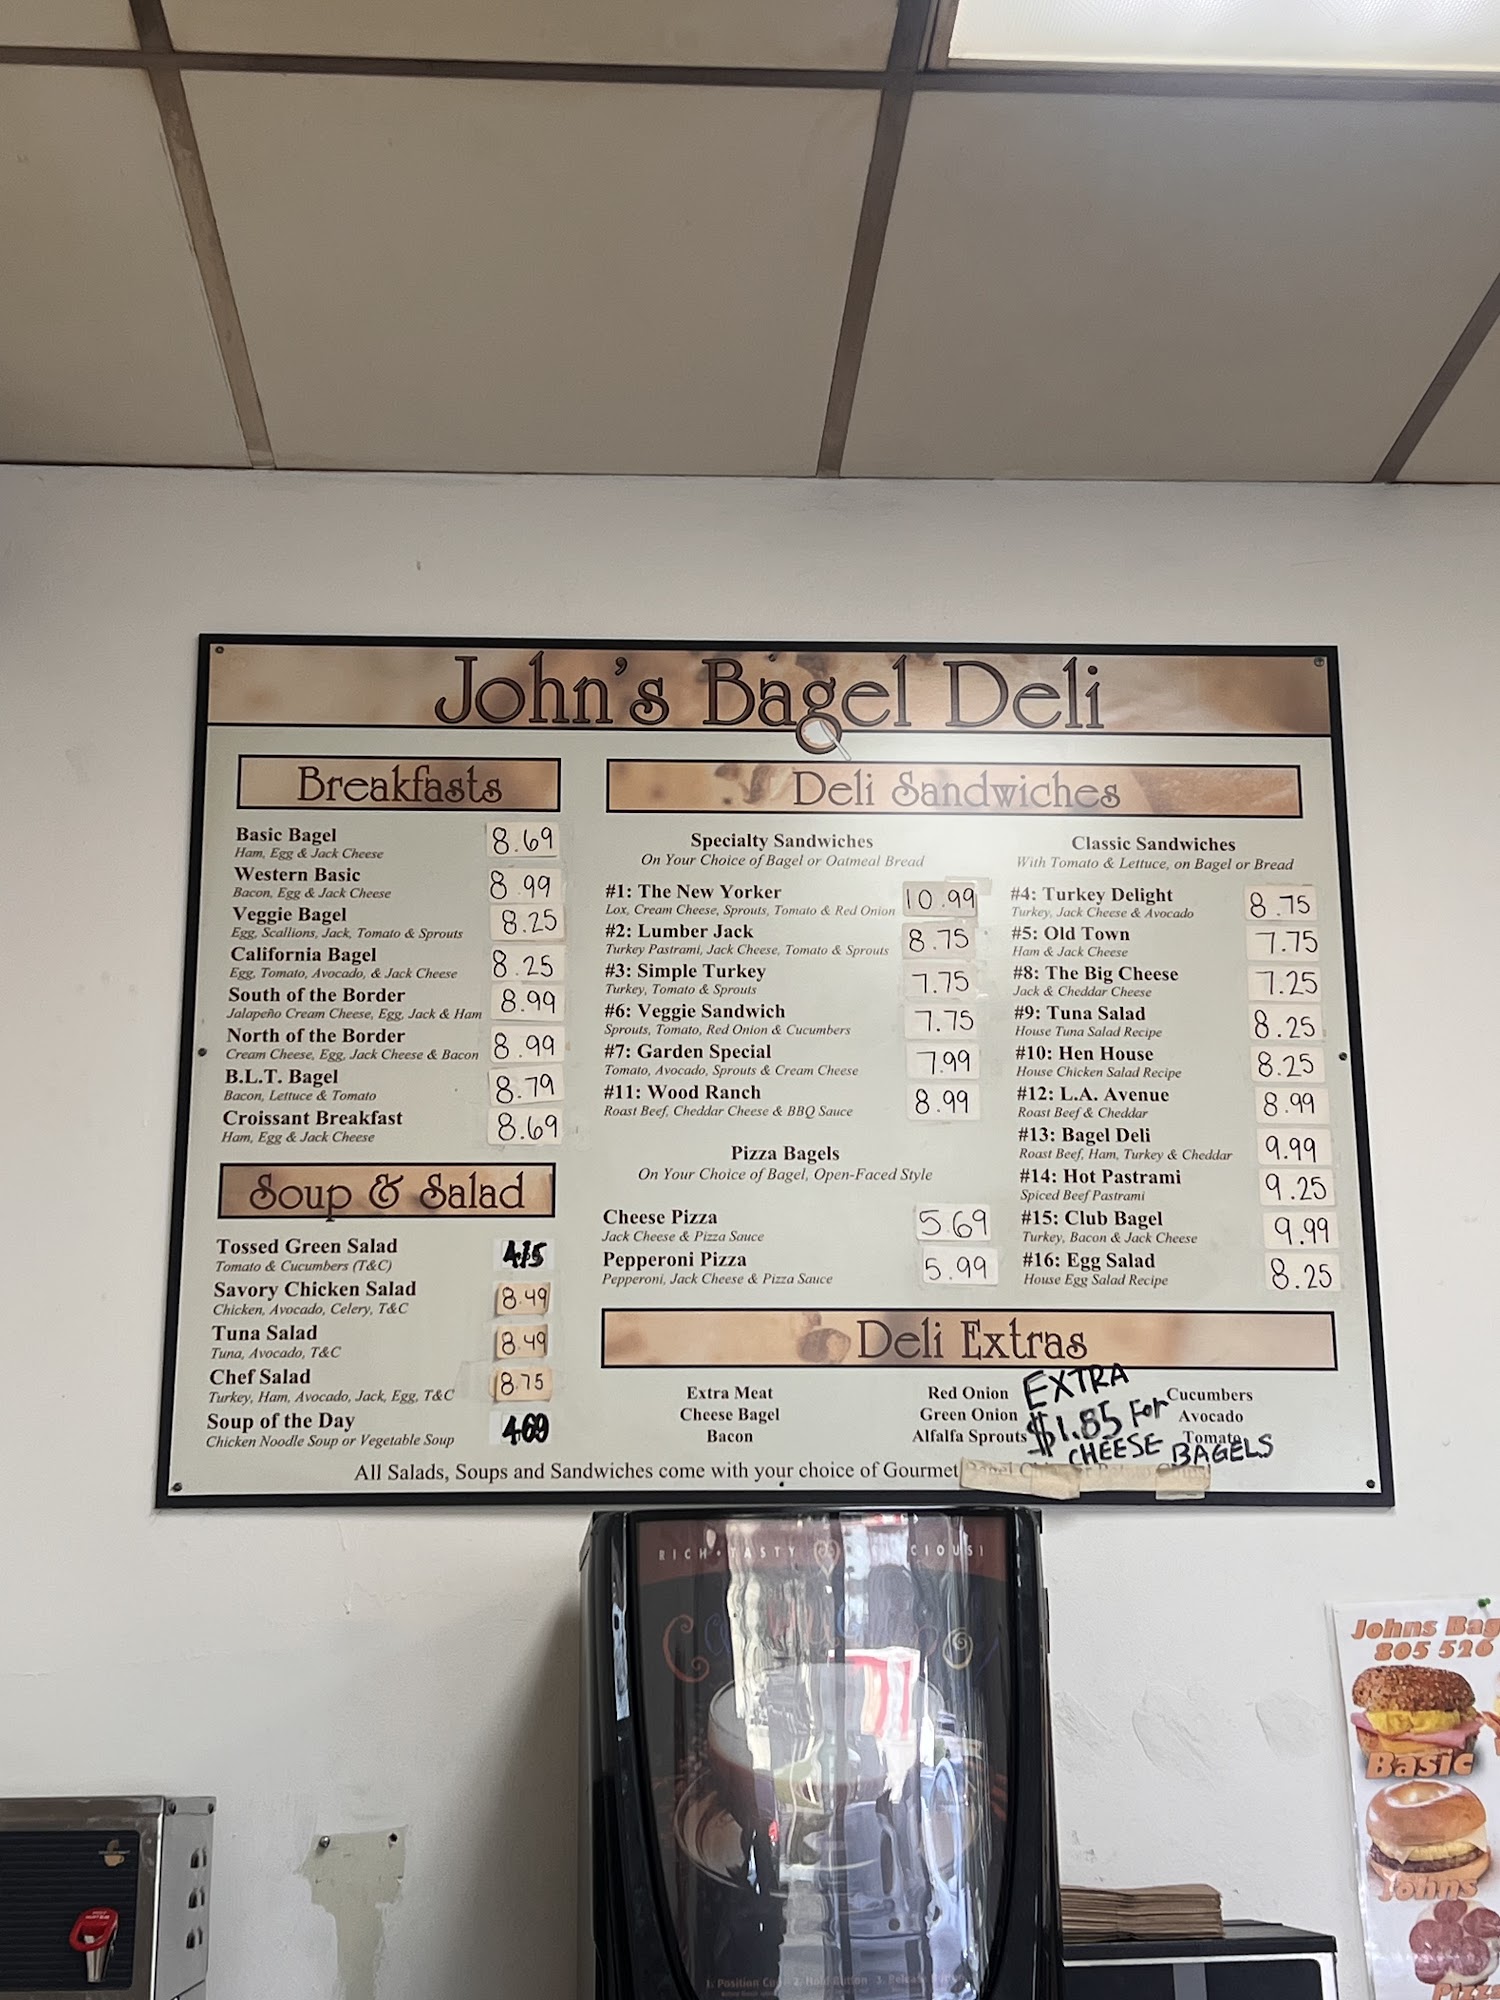 John's Bagel Deli
Breakfasts
Basic Bagel 8.69
Ham, Egg & Jack Cheese
Western Basic 8.99
Bacon, Egg & Jack Cheese
Veggie Bagel 8.25
Egg, Scallions, Jack, Tomato & Sprouts
California Bagel 8.25
Egg, Tomato, Avocado, & Jack Cheese
South of the Border 8.99
Jalapeño Cream Cheese, Egg, Jack & Ham
North of the Border 8.99
Cream Cheese, Egg, Jack Cheese & Bacon
B.L.T. Bagel 8.79
Bacon, Lettuce & Tomato
Croissant Breakfast 8.69
Ham, Egg & Jack Cheese
Soup & Salad
Tossed Green Salad
Tomato & Cucumbers (T&C)
Savory Chicken Salad 8.49
Chicken, Avocado, Celery, T&C
Tuna Salad 8.49
Tuna, Avocado, T&C
Chef Salad 8.75
Turkey, Ham, Avocado, Jack, Egg, T&C
Soup of the Day 4.69
Chicken Noodle Soup or Vegetable Soup
Deli Sandwiches
Specialty Sandwiches
On Your Choice of Bagel or Oatmeal Bread
#1: The New Yorker 10.99
Lox, Cream Cheese, Sprouts, Tomato & Red Onion
#2: Lumber Jack 8.75
Turkey Pastrami, Jack Cheese, Tomato & Sprouts
#3: Simple Turkey 7.75
Turkey, Tomato & Sprouts
#6: Veggie Sandwich 7.75
Sprouts, Tomato, Red Onion & Cucumbers
#7: Garden Special 7.99
Tomato, Avocado, Sprouts & Cream Cheese
#11: Wood Ranch 8.99
Roast Beef, Cheddar Cheese & BBQ Sauce
Pizza Bagels
On Your Choice of Bagel, Open-Faced Style
Cheese Pizza 5.69
Jack Cheese & Pizza Sauce
Pepperoni Pizza 5.99
Pepperoni, Jack Cheese & Pizza Sauce
Classic Sandwiches
With Tomato & Lettuce, on Bagel or Bread
#4: Turkey Delight 8.75
Turkey, Jack Cheese & Avocado
#5: Old Town 7.75
Ham & Jack Cheese
#8: The Big Cheese 7.25
Jack & Cheddar Cheese
#9: Tuna Salad 8.25
House Tuna Salad Recipe
#10: Hen House 8.25
House Chicken Salad Recipe
#12: L.A. Avenue 8.99
Roast Beef & Cheddar
#13: Bagel Deli 9.99
Roast Beef, Ham, Turkey & Cheddar
#14: Hot Pastrami 9.25
Spiced Beef Pastrami
#15: Club Bagel 9.99
Turkey, Bacon & Jack Cheese
#16: Egg Salad 8.25
House Egg Salad Recipe
Deli Extras
Extra Meat
Cheese Bagel
Bacon
Red Onion
Green Onion
Alfalfa Sprouts
EXTRA
$1.85 FOR
CHEESE BAGELS
Cucumbers
Avocado
Tomato
All Salads, Soups and Sandwiches come with your choice of Gourmet
RICH • TASTY DELICIOUS!
1. Position Cup 2. Hold Button 3. Release
Johns Bag
805 526
Basic
Johns
Pizza